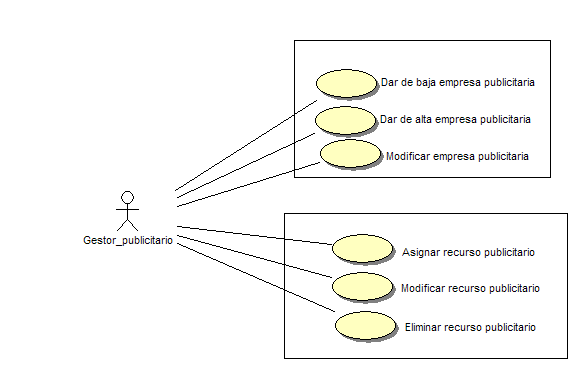 Dar de baja empresa publicitaria
Dar de alta empresa publicitaria
Modificar empresa publicitaria
Gestor_publicitario
Asignar recurso publicitario
Modificar recurso publicitario
Eliminar recurso publicitario